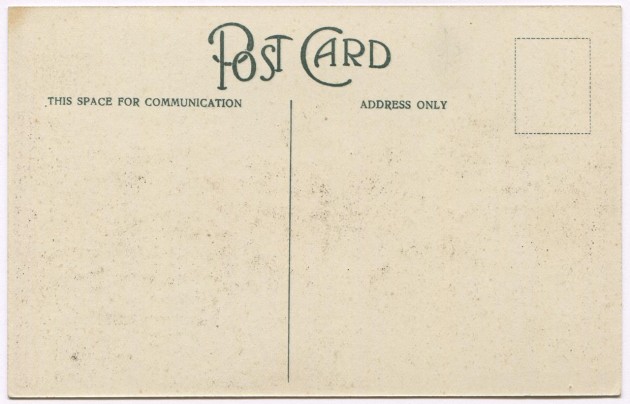 Post Card
THIS SPACE FOR COMMUNICATION
ADDRESS ONLY